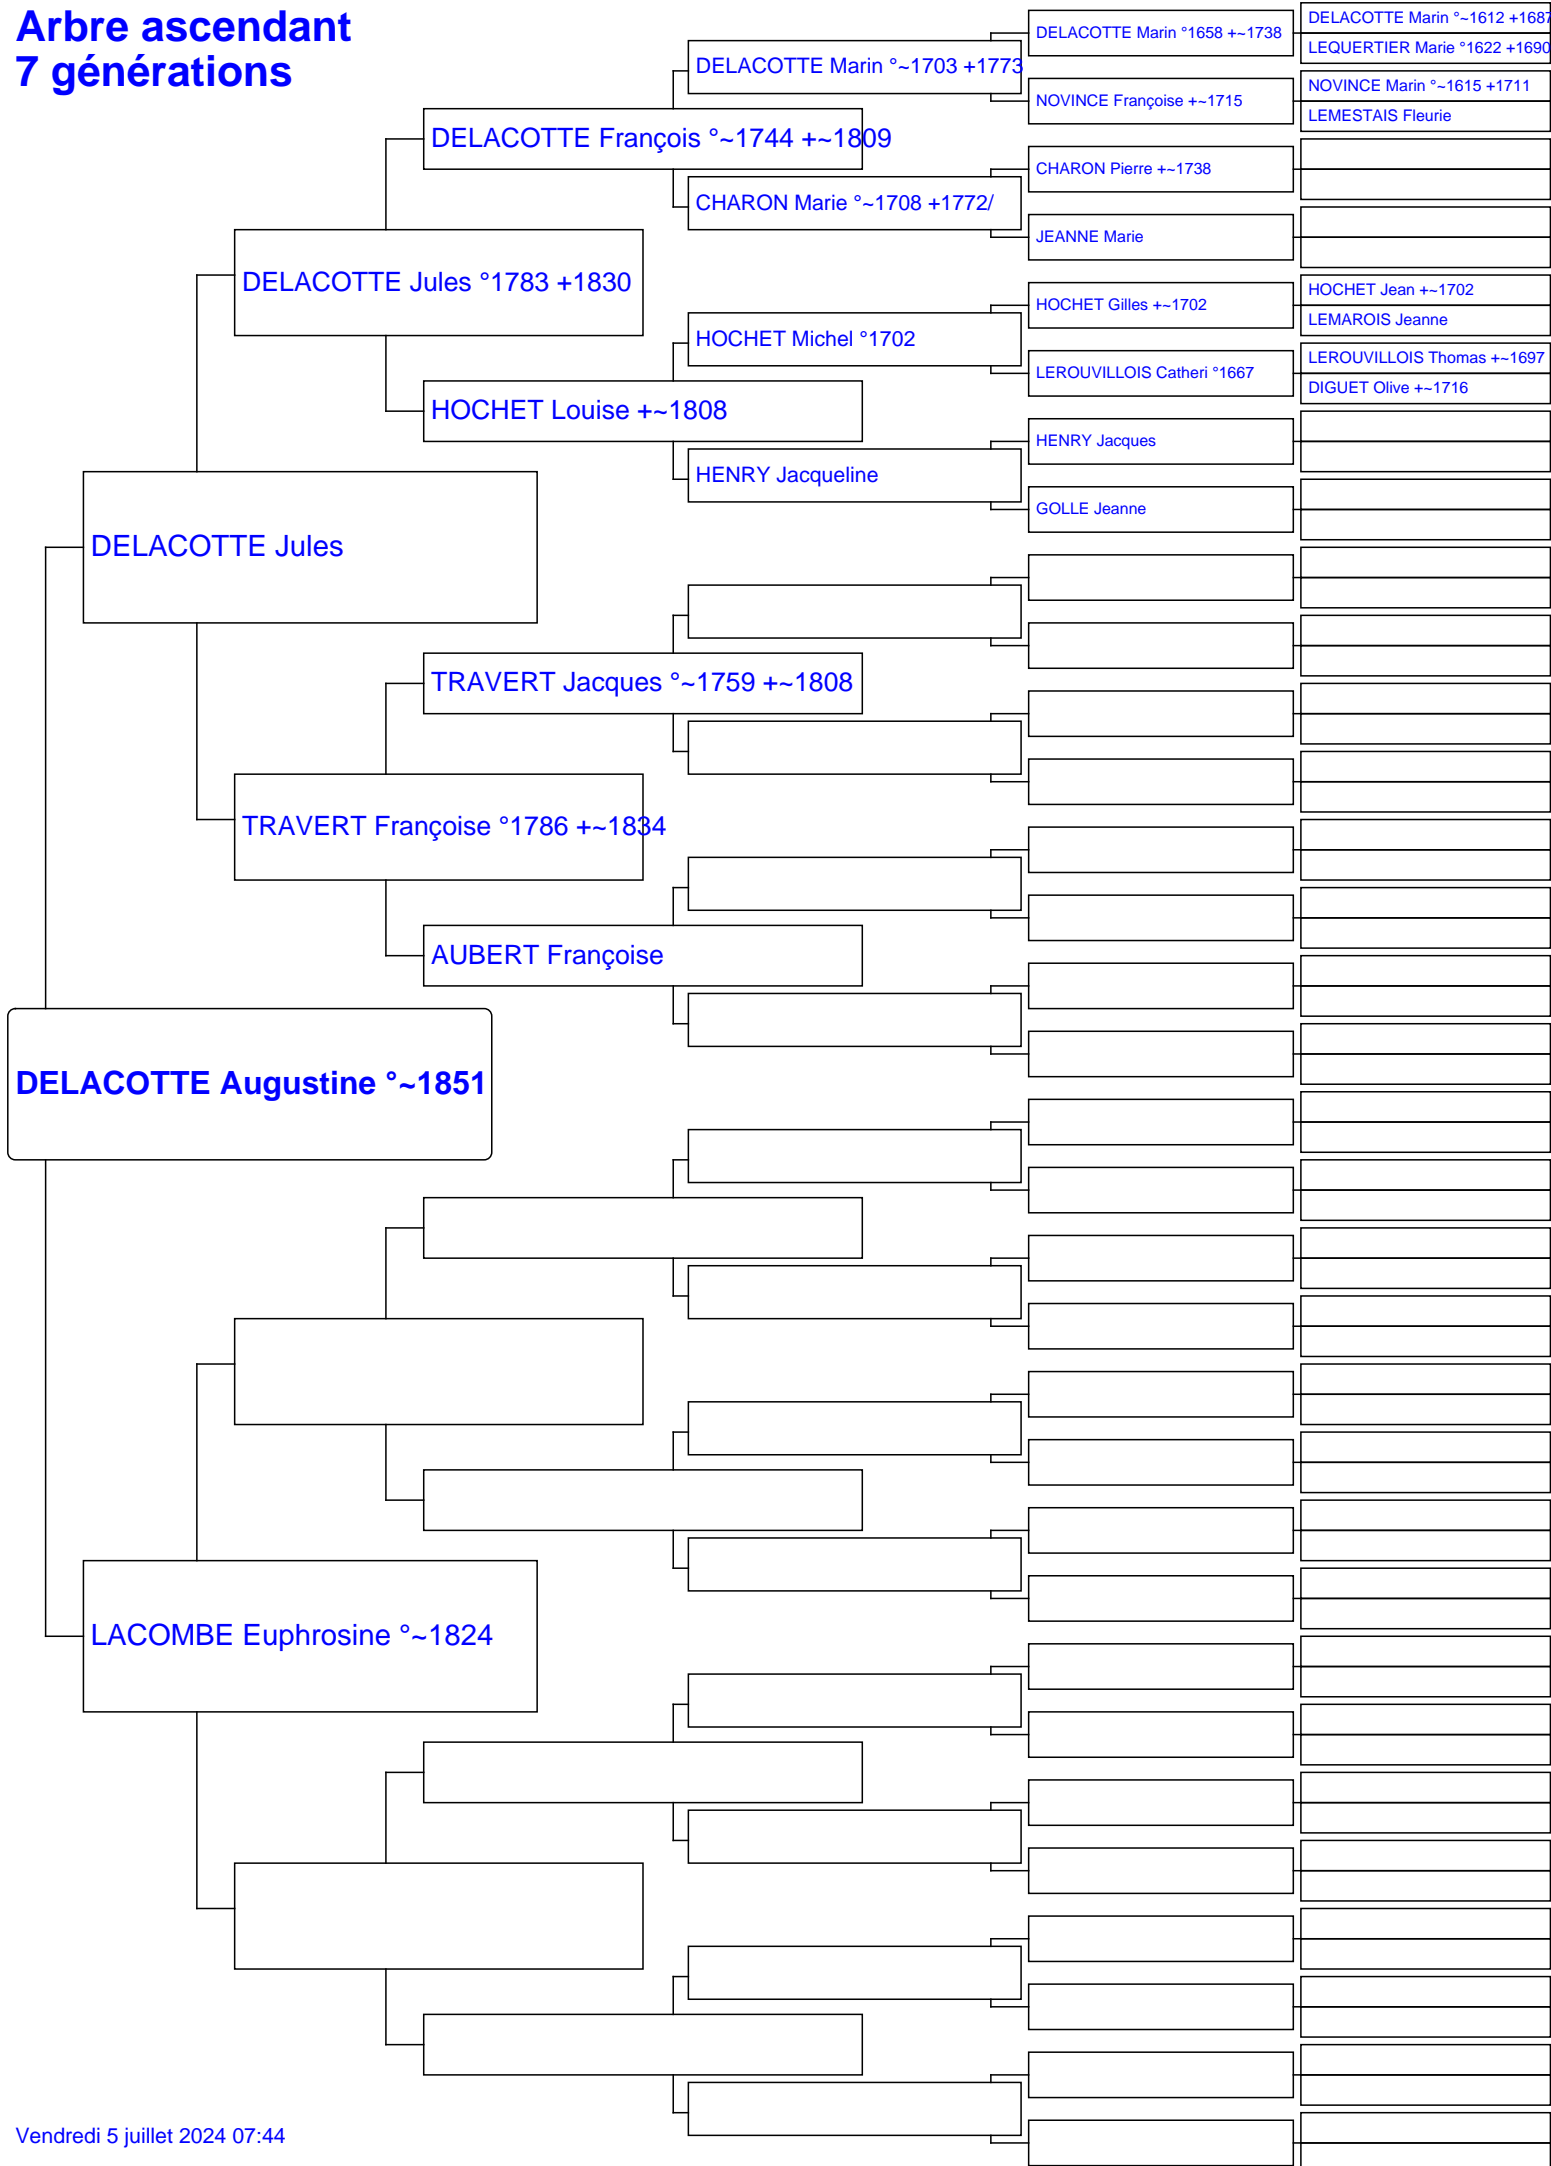 Arbre ascendant
7 générations
DELACOTTE Augustine °~1851
DELACOTTE Jules
LACOMBE Euphrosine °~1824
DELACOTTE Jules °1783 +1830
TRAVERT Françoise °1786 +~1834
DELACOTTE François °~1744 +~1809
HOCHET Louise +~1808
TRAVERT Jacques °~1759 +~1808
AUBERT Françoise
DELACOTTE Marin °~1703 +1773
CHARON Marie °~1708 +1772/
HOCHET Michel °1702
HENRY Jacqueline
DELACOTTE Marin °1658 +~1738
NOVINCE Françoise +~1715
CHARON Pierre +~1738
JEANNE Marie
HOCHET Gilles +~1702
LEROUVILLOIS Catheri °1667
HENRY Jacques
GOLLE Jeanne
DELACOTTE Marin °~1612 +1687
LEQUERTIER Marie °1622 +1690
NOVINCE Marin °~1615 +1711
LEMESTAIS Fleurie
HOCHET Jean +~1702
LEMAROIS Jeanne
LEROUVILLOIS Thomas +~1697
DIGUET Olive +~1716
Vendredi 5 juillet 2024 07:44